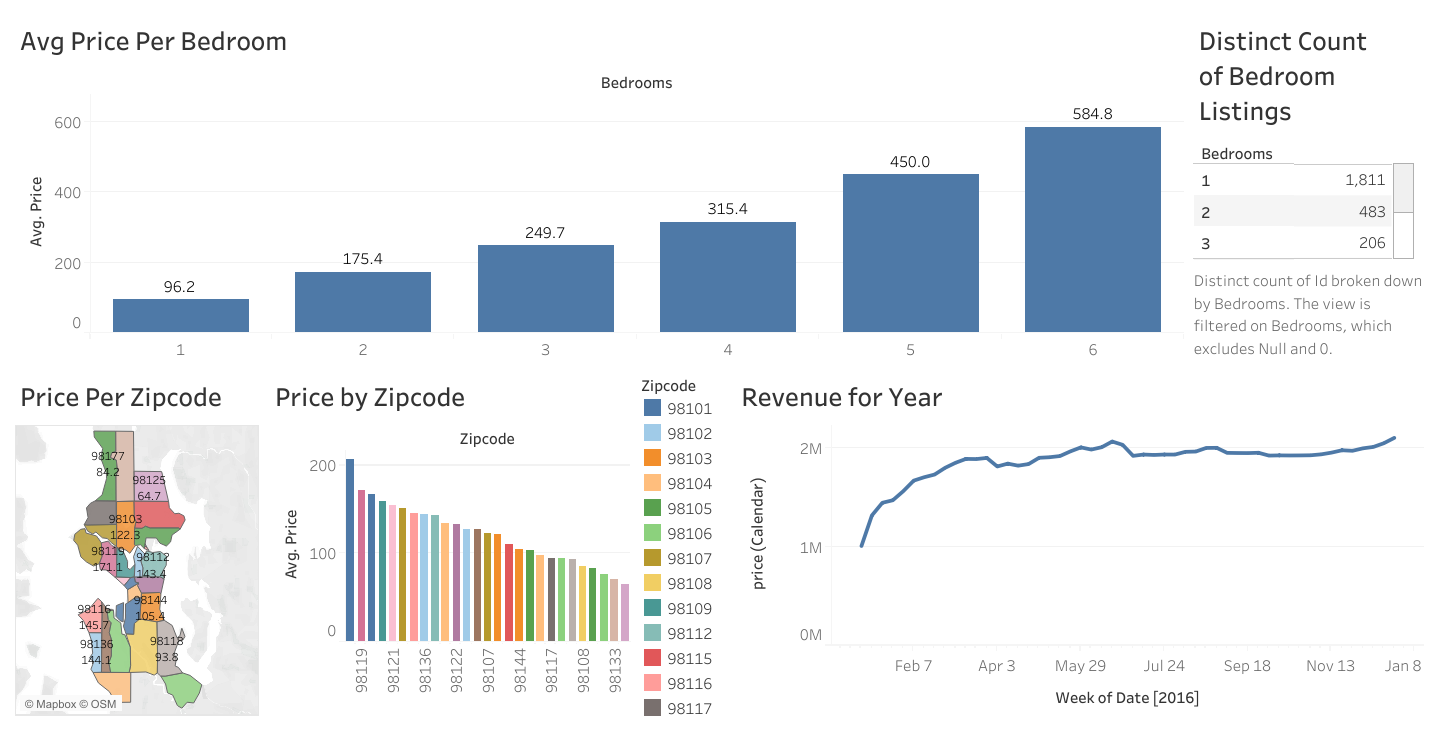 Avg Price Per Bedroom
Bedrooms
Avg. Price
600
400
200
0
96.2
175.4
249.7
315.4
450.0
584.8
1
2
3
4
5
6
Distinct Count
of Bedroom
Listings
Bedrooms
1 1,811
2 483
3 206
Distinct count of Id broken down
by Bedrooms. The view is
filtered on Bedrooms, which
excludes Null and 0.
Price Per Zipcode
98177
84.2
98125
64.7
98103
122.3
98119
171.1
98112
143.4
98144
105.4
98116
145.7
98136
144.1
98118
93.8
© Mapbox © OSM
Price by Zipcode
Zipcode
Avg. Price
200
100
0
98119
98121
98136
98122
98107
98144
98117
98108
98133
Zipcode
98101
98102
98103
98104
98105
98106
98107
98108
98109
98112
98115
98116
98117
Revenue for Year
price (Calendar)
2M
1M
0M
Feb 7
Apr 3
May 29
Jul 24
Sep 18
Nov 13
Jan 8
Week of Date [2016]